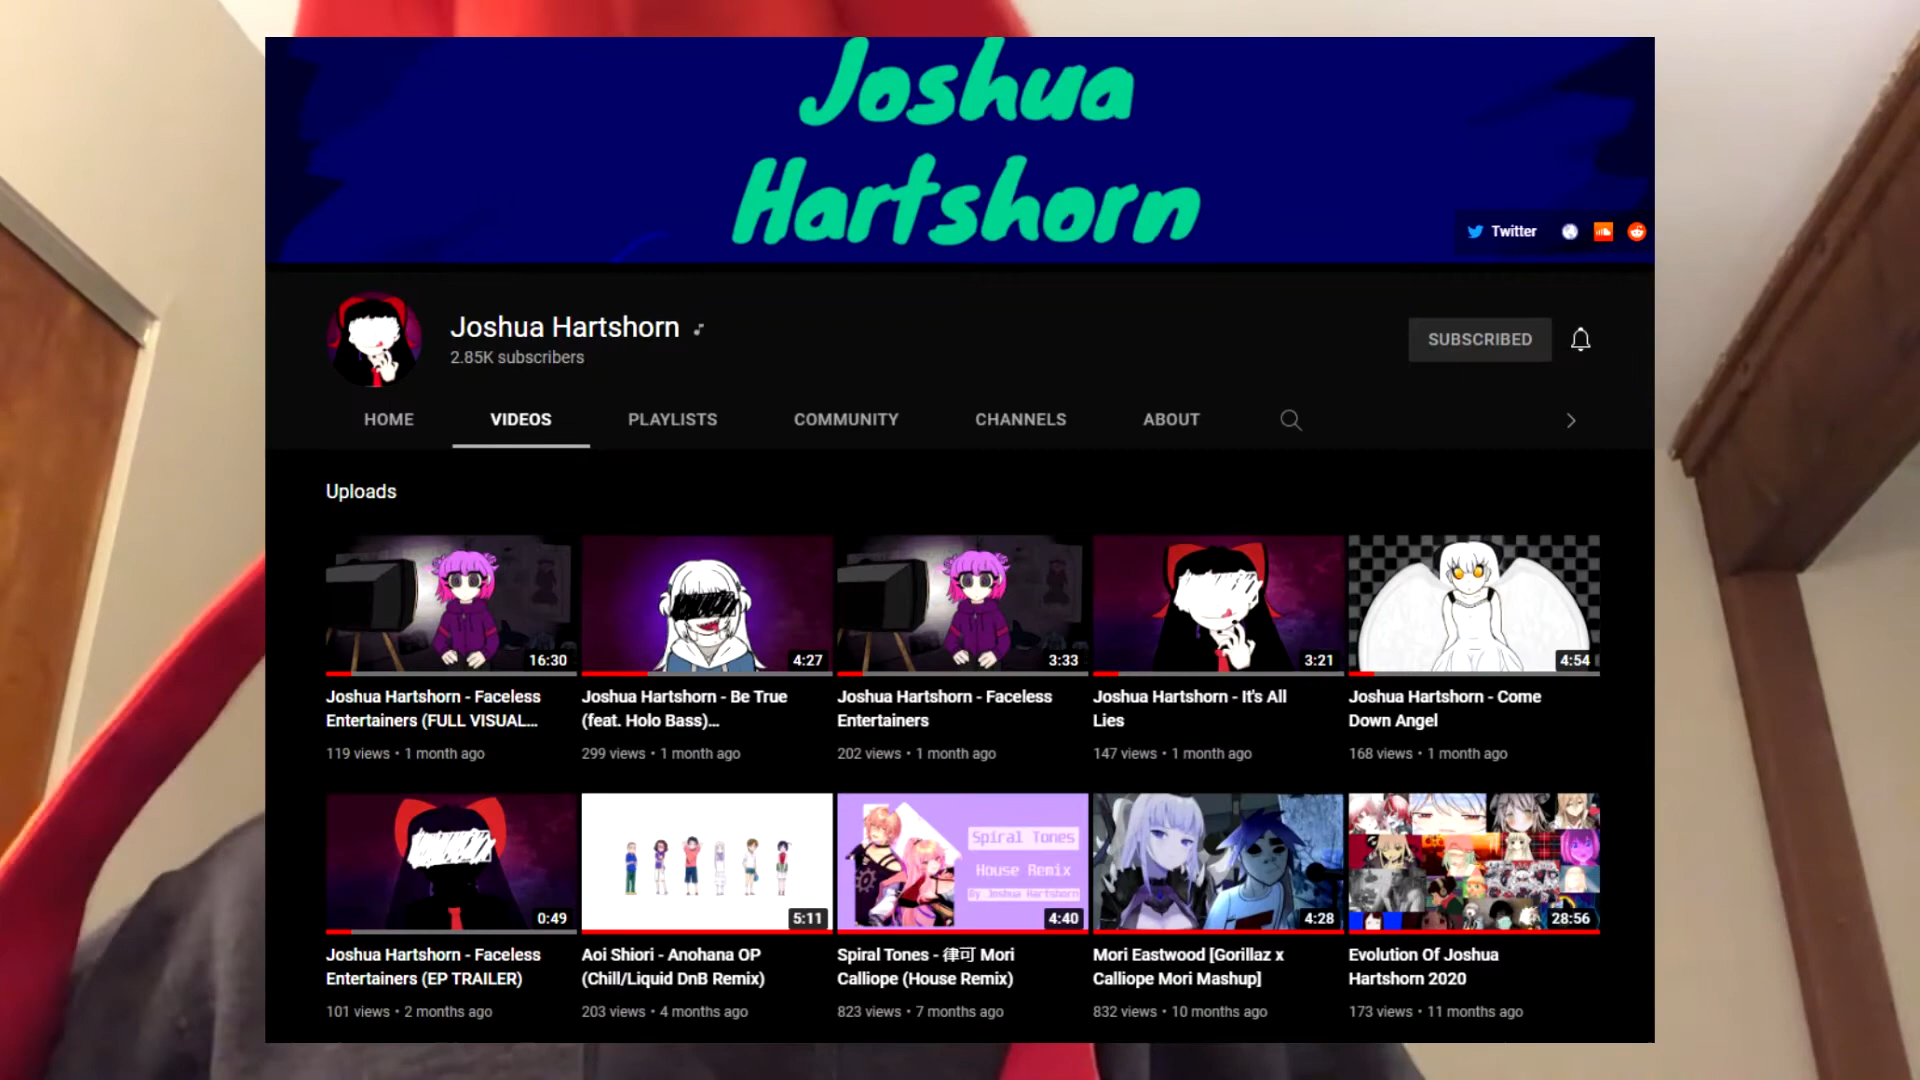 Joshua
Hartshorn
Twitter
Joshua Hartshorn
2.85K subscribers
SUBSCRIBED
HOME
VIDEOS
PLAYLISTS
COMMUNITY
CHANNELS
ABOUT
Uploads
16:30
4:27
3:33
3:21
4:54
Joshua Hartshorn - Faceless
Entertainers (FULL VISUAL...
119 views • 1 month ago
Joshua Hartshorn - Be True
(feat. Holo Bass)...
299 views • 1 month ago
Joshua Hartshorn - Faceless
Entertainers
202 views • 1 month ago
Joshua Hartshorn - It's All
Lies
147 views • 1 month ago
Joshua Hartshorn - Come
Down Angel
168 views • 1 month ago
0:49
5:11
Spiral Tones
House Remix
By Joshua Hartshorn
4:40
4:28
28:56
Joshua Hartshorn - Faceless
Entertainers (EP TRAILER)
101 views • 2 months ago
Aoi Shiori - Anohana OP
(Chill/Liquid DnB Remix)
203 views • 4 months ago
Spiral Tones - 律可 Mori
Calliope (House Remix)
823 views • 7 months ago
Mori Eastwood [Gorillaz x
Calliope Mori Mashup]
832 views • 10 months ago
Evolution Of Joshua
Hartshorn 2020
173 views • 11 months ago